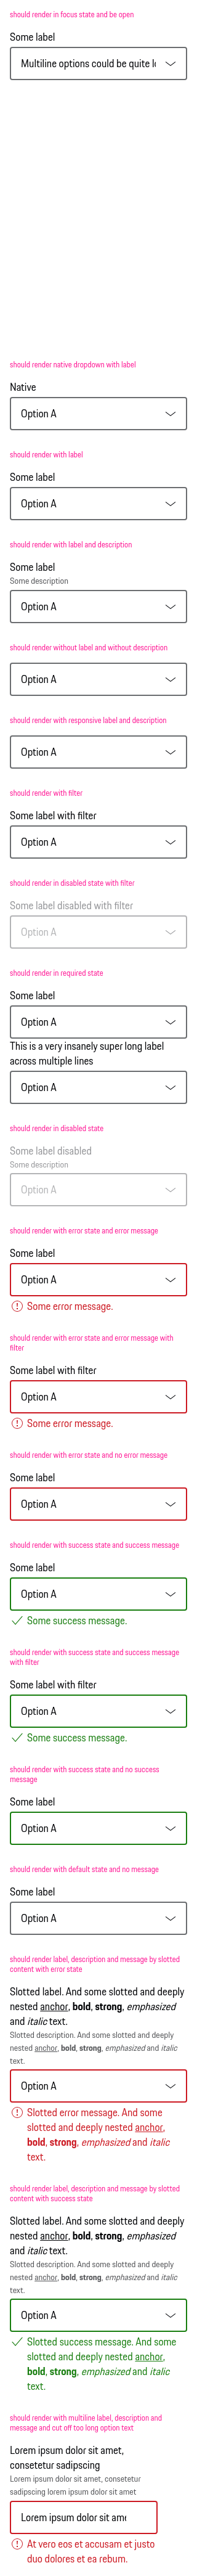 should render in focus state and be open
Some label
Multiline options could be quite lo
should render native dropdown with label
Native
Option A
should render with label
Some label
Option A
should render with label and description
Some label
Some description
Option A
should render without label and without description
Option A
should render with responsive label and description
Option A
should render with filter
Some label with filter
Option A
should render in disabled state with filter
Some label disabled with filter
Option A
should render in required state
Some label
Option A
This is a very insanely super long label
across multiple lines
Option A
should render in disabled state
Some label disabled
Some description
Option A
should render with error state and error message
Some label
Option A
Some error message.
should render with error state and error message with
filter
Some label with filter
Option A
Some error message.
should render with error state and no error message
Some label
Option A
should render with success state and success message
Some label
Option A
Some success message.
should render with success state and success message
with filter
Some label with filter
Option A
Some success message.
should render with success state and no success
message
Some label
Option A
should render with default state and no message
Some label
Option A
should render label, description and message by slotted
content with error state
Slotted label. And some slotted and deeply
nested anchor, bold, strong, emphasized
and italic text.
Slotted description. And some slotted and deeply
nested anchor, bold, strong, emphasized and italic
text.
Option A
Slotted error message. And some
slotted and deeply nested anchor,
bold, strong, emphasized and italic
text.
should render label, description and message by slotted
content with success state
Slotted label. And some slotted and deeply
nested anchor, bold, strong, emphasized
and italic text.
Slotted description. And some slotted and deeply
nested anchor, bold, strong, emphasized and italic
text.
Option A
Slotted success message. And some
slotted and deeply nested anchor,
bold, strong, emphasized and italic
text.
should render with multiline label, description and
message and cut off too long option text
Lorem ipsum dolor sit amet,
consetetur sadipscing
Lorem ipsum dolor sit amet, consetetur
sadipscing lorem ipsum dolor sit amet
Lorem ipsum dolor sit ame
At vero eos et accusam et justo
duo dolores et ea rebum.